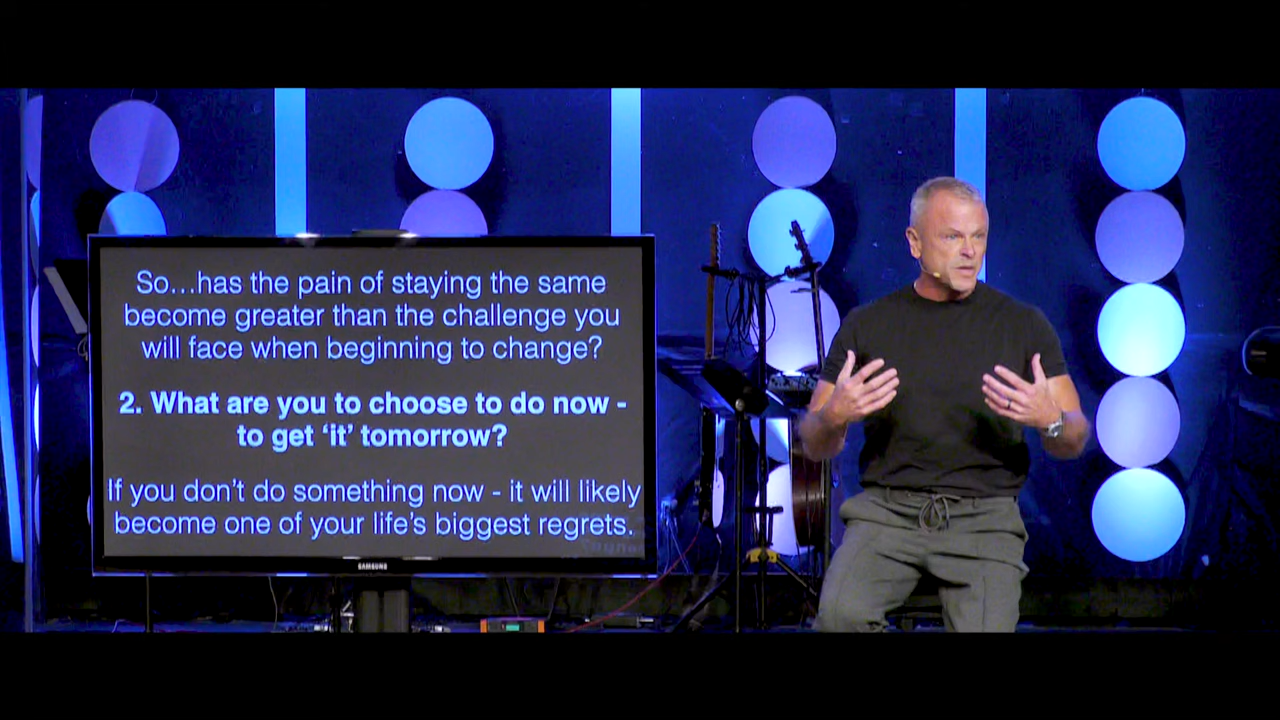 So...has the pain of staying the same
become greater than the challenge you
will face when beginning to change?
2. What are you to choose to do now -
to get ‘it’ tomorrow?
If you don’t do something now - it will likely
become one of your life’s biggest regrets.
SAMSUNG